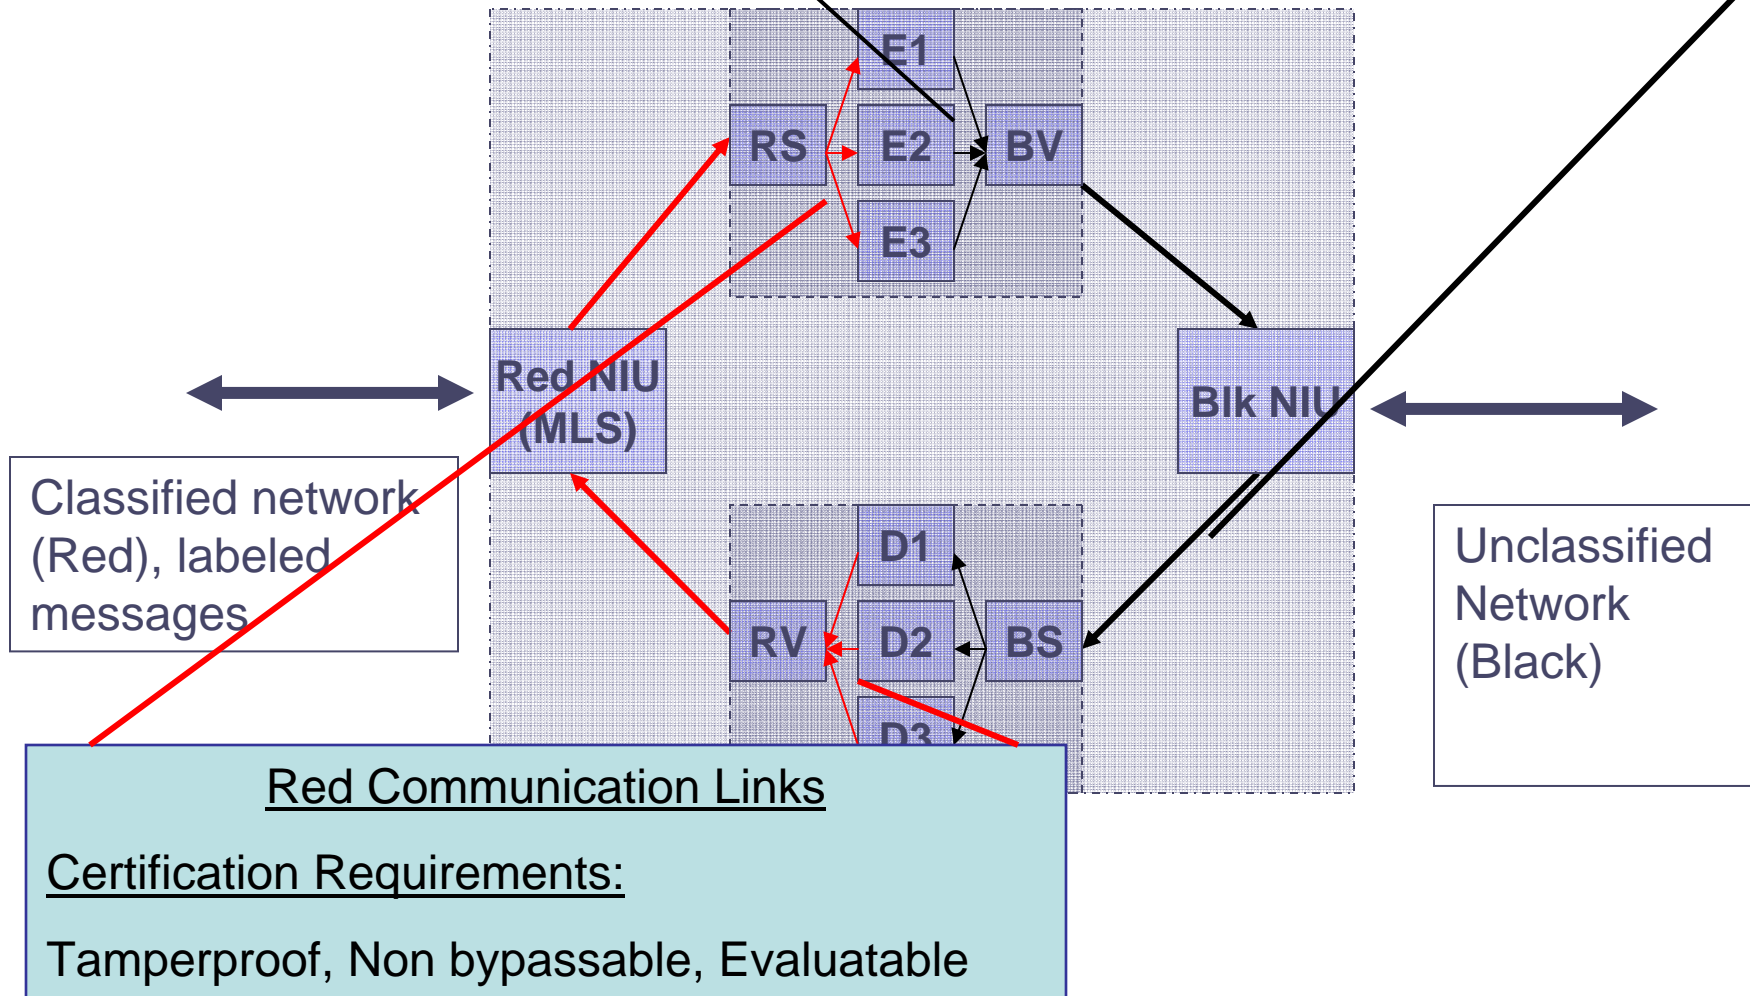 E1
RS
E2
BV
E3
Red NIU
(MLS)
Blk NIU
Classified network
(Red), labeled
messages
Unclassified
Network
(Black)
D1
RV
D2
BS
D3
Red Communication Links
Certification Requirements:
Tamperproof, Non bypassable, Evaluatable